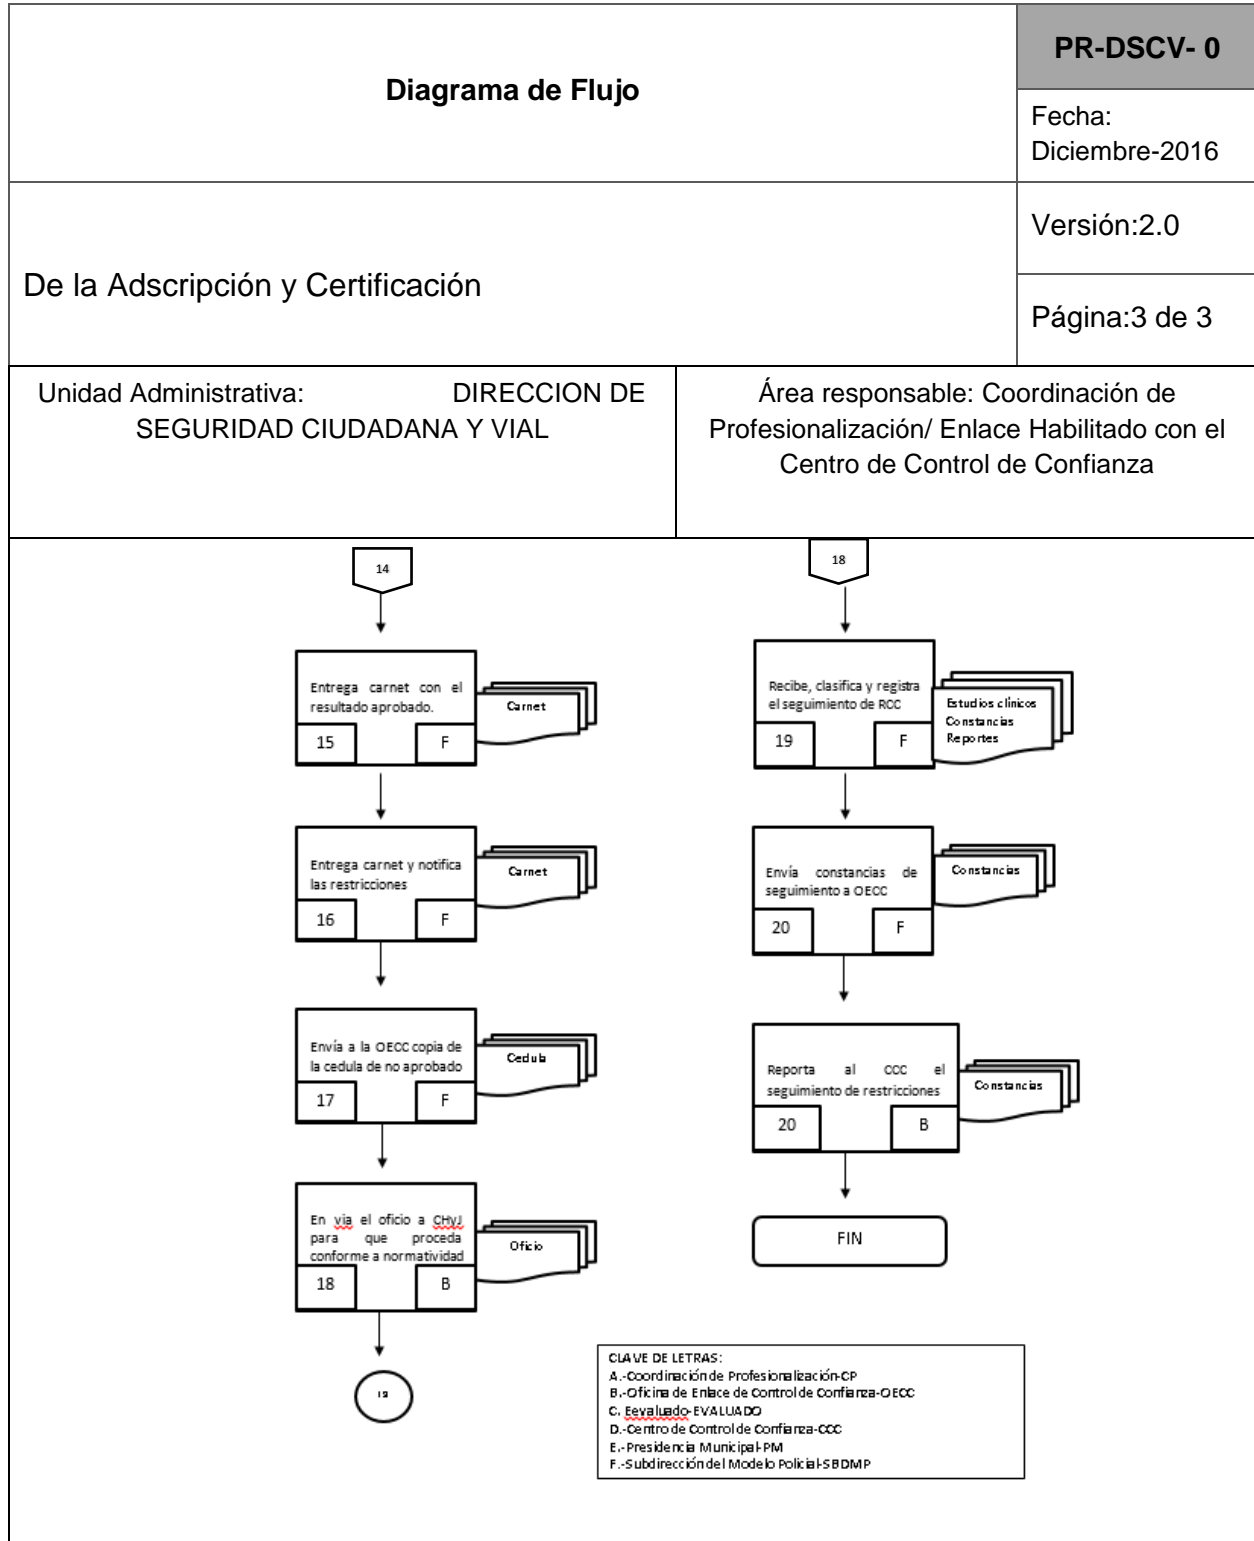 Diagrama de Flujo
PR-DSCV- 0
Fecha:
Diciembre-2016
De la Adscripción y Certificación
Versión:2.0
Página:3 de 3
Unidad Administrativa: DIRECCION DE
SEGURIDAD CIUDADANA Y VIAL
Área responsable: Coordinación de
Profesionalización/ Enlace Habilitado con el
Centro de Control de Confianza
14
Entrega carnet con el
resultado aprobado.
15 F
Carnet
Entrega carnet y notifica
las restricciones
16 F
Carnet
Envía a la OECC copia de
la cedula de no aprobado
17 F
Cedula
En via el oficio a CHyJ
para que proceda
conforme a normatividad
18 B
Oficio
18
Recibe, clasifica y registra
el seguimiento de RCC
19 F
Estudios clínicos
Constancias
Reportes
Envía constancias de
seguimiento a OECC
20 F
Constancias
Reporta al CCC el
seguimiento de restricciones
20 B
Constancias
FIN
CLAVE DE LETRAS:
A.-Coordinación de Profesionalización-CP
B.-Oficina de Enlace de Control de Confianza-OECC
C. Eevaluado-EVALUADO
D.-Centro de Control de Confianza-CCC
E.-Presidencia Municipal-PM
F.-Subdirección del Modelo Policial-SBDMP